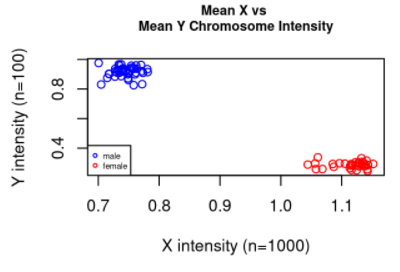 Mean X vs
Mean Y Chromosome Intensity
Y intensity (n=100)
0.8
0.4
male
female
0.7 0.8 0.9 1.0 1.1
X intensity (n=1000)